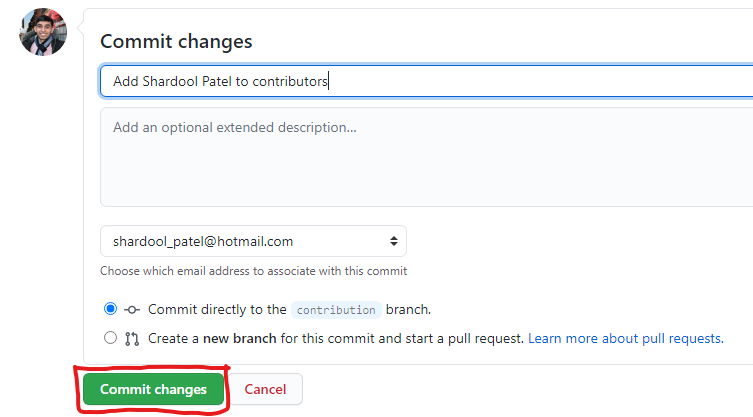 Commit changes
Add Shardool Patel to contributors
Add an optional extended description...
shardool_patel@hotmail.com
Choose which email address to associate with this commit
Commit directly to the contribution branch.
Create a new branch for this commit and start a pull request. Learn more about pull requests.
Commit changes Cancel